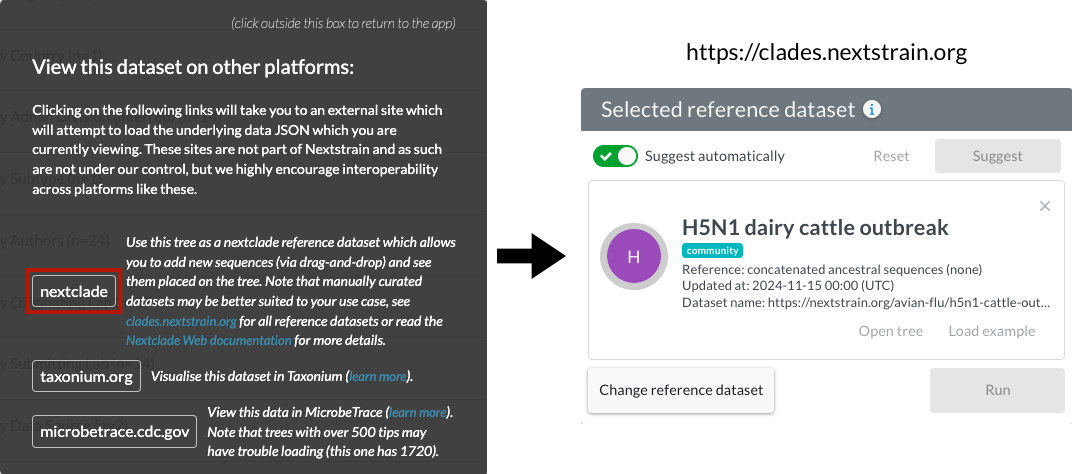 (click outside this box to return to the app)
View this dataset on other platforms:
Clicking on the following links will take you to an external site which
will attempt to load the underlying data JSON which you are
currently viewing. These sites are not part of Nextstrain and as such
are not under our control, but we highly encourage interoperability
across platforms like these.
nextclade
Use this tree as a nextclade reference dataset which allows
you to add new sequences (via drag-and-drop) and see
them placed on the tree. Note that manually curated
datasets may be better suited to your use case, see
clades.nextstrain.org for all reference datasets or read the
Nextclade Web documentation for more details.
taxonium.org
Visualise this dataset in Taxonium (learn more).
microbetrace.cdc.gov
View this data in MicrobeTrace (learn more).
Note that trees with over 500 tips may
have trouble loading (this one has 1720).
https://clades.nextstrain.org
Selected reference dataset i
Suggest automatically
Reset
Suggest
H
H5N1 dairy cattle outbreak
community
Reference: concatenated ancestral sequences (none)
Updated at: 2024-11-15 00:00 (UTC)
Dataset name: https://nextstrain.org/avian-flu/h5n1-cattle-out...
Open tree
Load example
Change reference dataset
Run